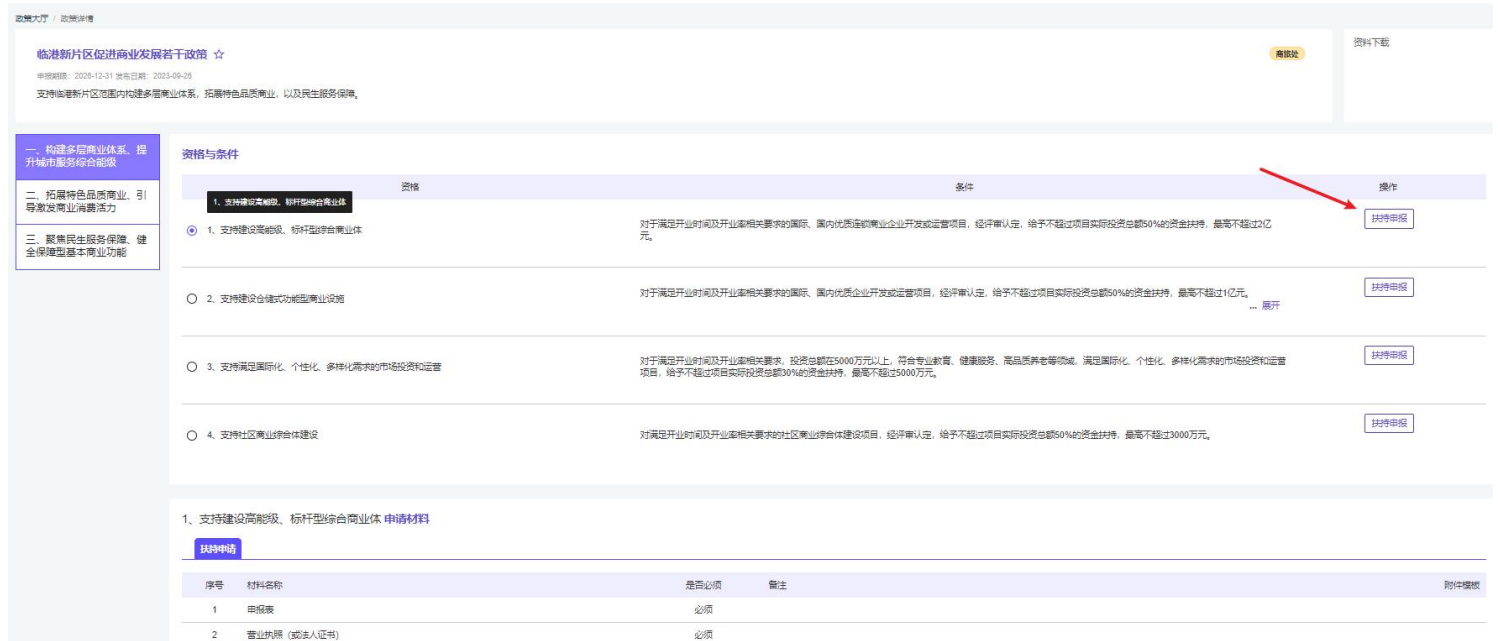 政策大厅 / 政策详情
临港新片区促进商业发展若干政策 ☆
商旅处
资料下载
申报期限：2026-12-31 发布日期：2023-09-26
支持临港新片区范围内构建多层商业体系，拓展特色品质商业，以及民生服务保障。
一、构建多层商业体系、提
升城市服务综合能级
二、拓展特色品质商业、引
导激发商业消费活力
三、聚焦民生服务保障、健
全保障型基本商业功能
资格与条件
资格 条件 操作
1、支持建设高能级、标杆型综合商业体
1、支持建设高能级、标杆型综合商业体
对于满足开业时间及开业率相关要求的国际、国内优质连锁商业企业开发或运营项目，经评审认定，给予不超过项目实际投资总额50%的资金扶持，最高不超过2亿
元。
扶持申报
2、支持建设仓储式功能型商业设施
对于满足开业时间及开业率相关要求的国际、国内优质企业开发或运营项目，经评审认定，给予不超过项目实际投资总额50%的资金扶持，最高不超过1亿元。
... 展开
扶持申报
3、支持满足国际化、个性化、多样化需求的市场投资和运营
对于满足开业时间及开业率相关要求，投资总额在5000万元以上，符合专业教育、健康服务、高品质养老等领域，满足国际化、个性化、多样化需求的市场投资和运营
项目，给予不超过项目实际投资总额30%的资金扶持，最高不超过5000万元。
扶持申报
4、支持社区商业综合体建设
对满足开业时间及开业率相关要求的社区商业综合体建设项目，经评审认定，给予不超过项目实际投资总额50%的资金扶持，最高不超过3000万元。
扶持申报
1、支持建设高能级、标杆型综合商业体 申请材料
扶持申请
序号 材料名称 是否必须 备注 附件模板
1 申报表 必须
2 营业执照（或法人证书） 必须